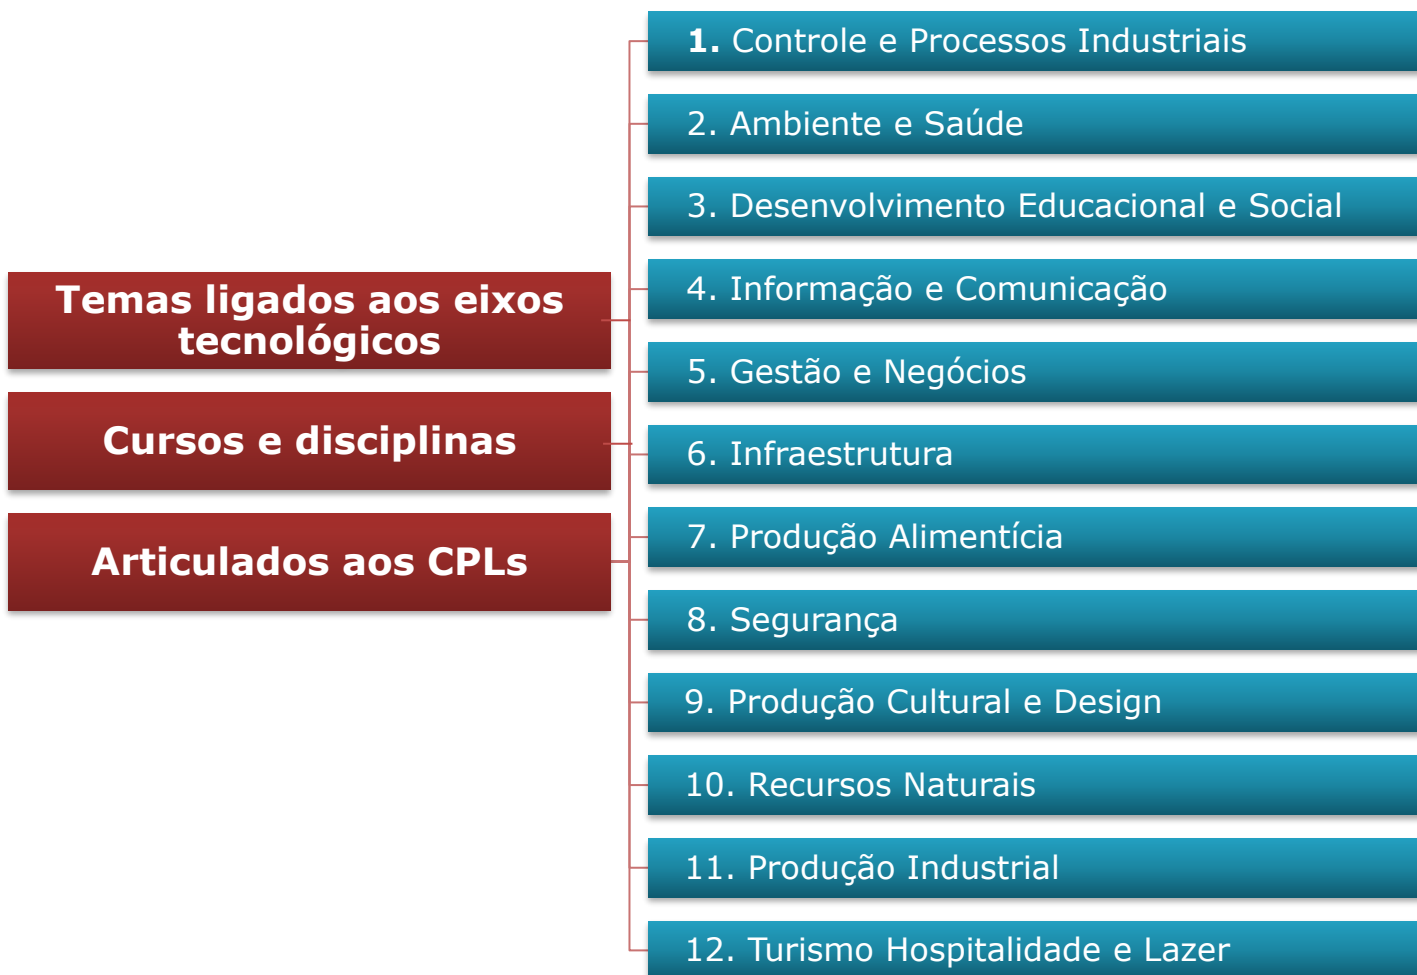 Temas ligados aos eixos
tecnológicos
Cursos e disciplinas
Articulados aos CPLs
1. Controle e Processos Industriais
2. Ambiente e Saúde
3. Desenvolvimento Educacional e Social
4. Informação e Comunicação
5. Gestão e Negócios
6. Infraestrutura
7. Produção Alimentícia
8. Segurança
9. Produção Cultural e Design
10. Recursos Naturais
11. Produção Industrial
12. Turismo Hospitalidade e Lazer